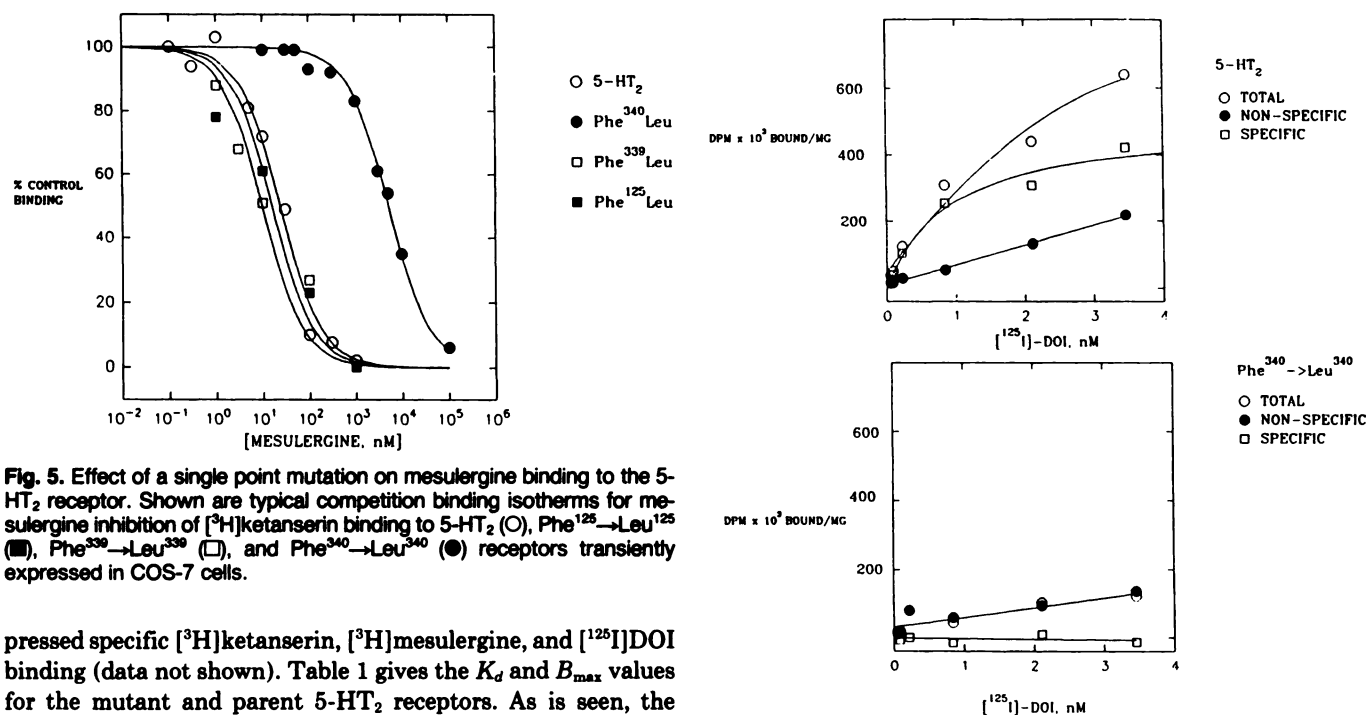 100
80
60
40
20
0
% CONTROL
BINDING
10⁻² 10⁻¹ 10⁰ 10¹ 10² 10³ 10⁴ 10⁵ 10⁶
[MESULERGINE, nM]
5-HT₂
Phe³⁴⁰Leu
Phe³³⁹Leu
Phe¹²⁵Leu
Fig. 5. Effect of a single point mutation on mesulergine binding to the 5-
HT₂ receptor. Shown are typical competition binding isotherms for me-
sulergine inhibition of [³H]ketanserin binding to 5-HT₂ (○), Phe¹²⁵→Leu¹²⁵
(■), Phe³³⁹→Leu³³⁹ (□), and Phe³⁴⁰→Leu³⁴⁰ (●) receptors transiently
expressed in COS-7 cells.
pressed specific [³H]ketanserin, [³H]mesulergine, and [¹²⁵I]DOI
binding (data not shown). Table 1 gives the K_d and B_max values
for the mutant and parent 5-HT₂ receptors. As is seen, the
600
400
200
DPM x 10³ BOUND/MG
0 1 2 3 4
[¹²⁵I]-DOI, nM
5-HT₂
○ TOTAL
● NON-SPECIFIC
□ SPECIFIC
600
400
200
DPM x 10³ BOUND/MG
0 1 2 3 4
[¹²⁵I]-DOI, nM
Phe³⁴⁰->Leu³⁴⁰
○ TOTAL
● NON-SPECIFIC
□ SPECIFIC